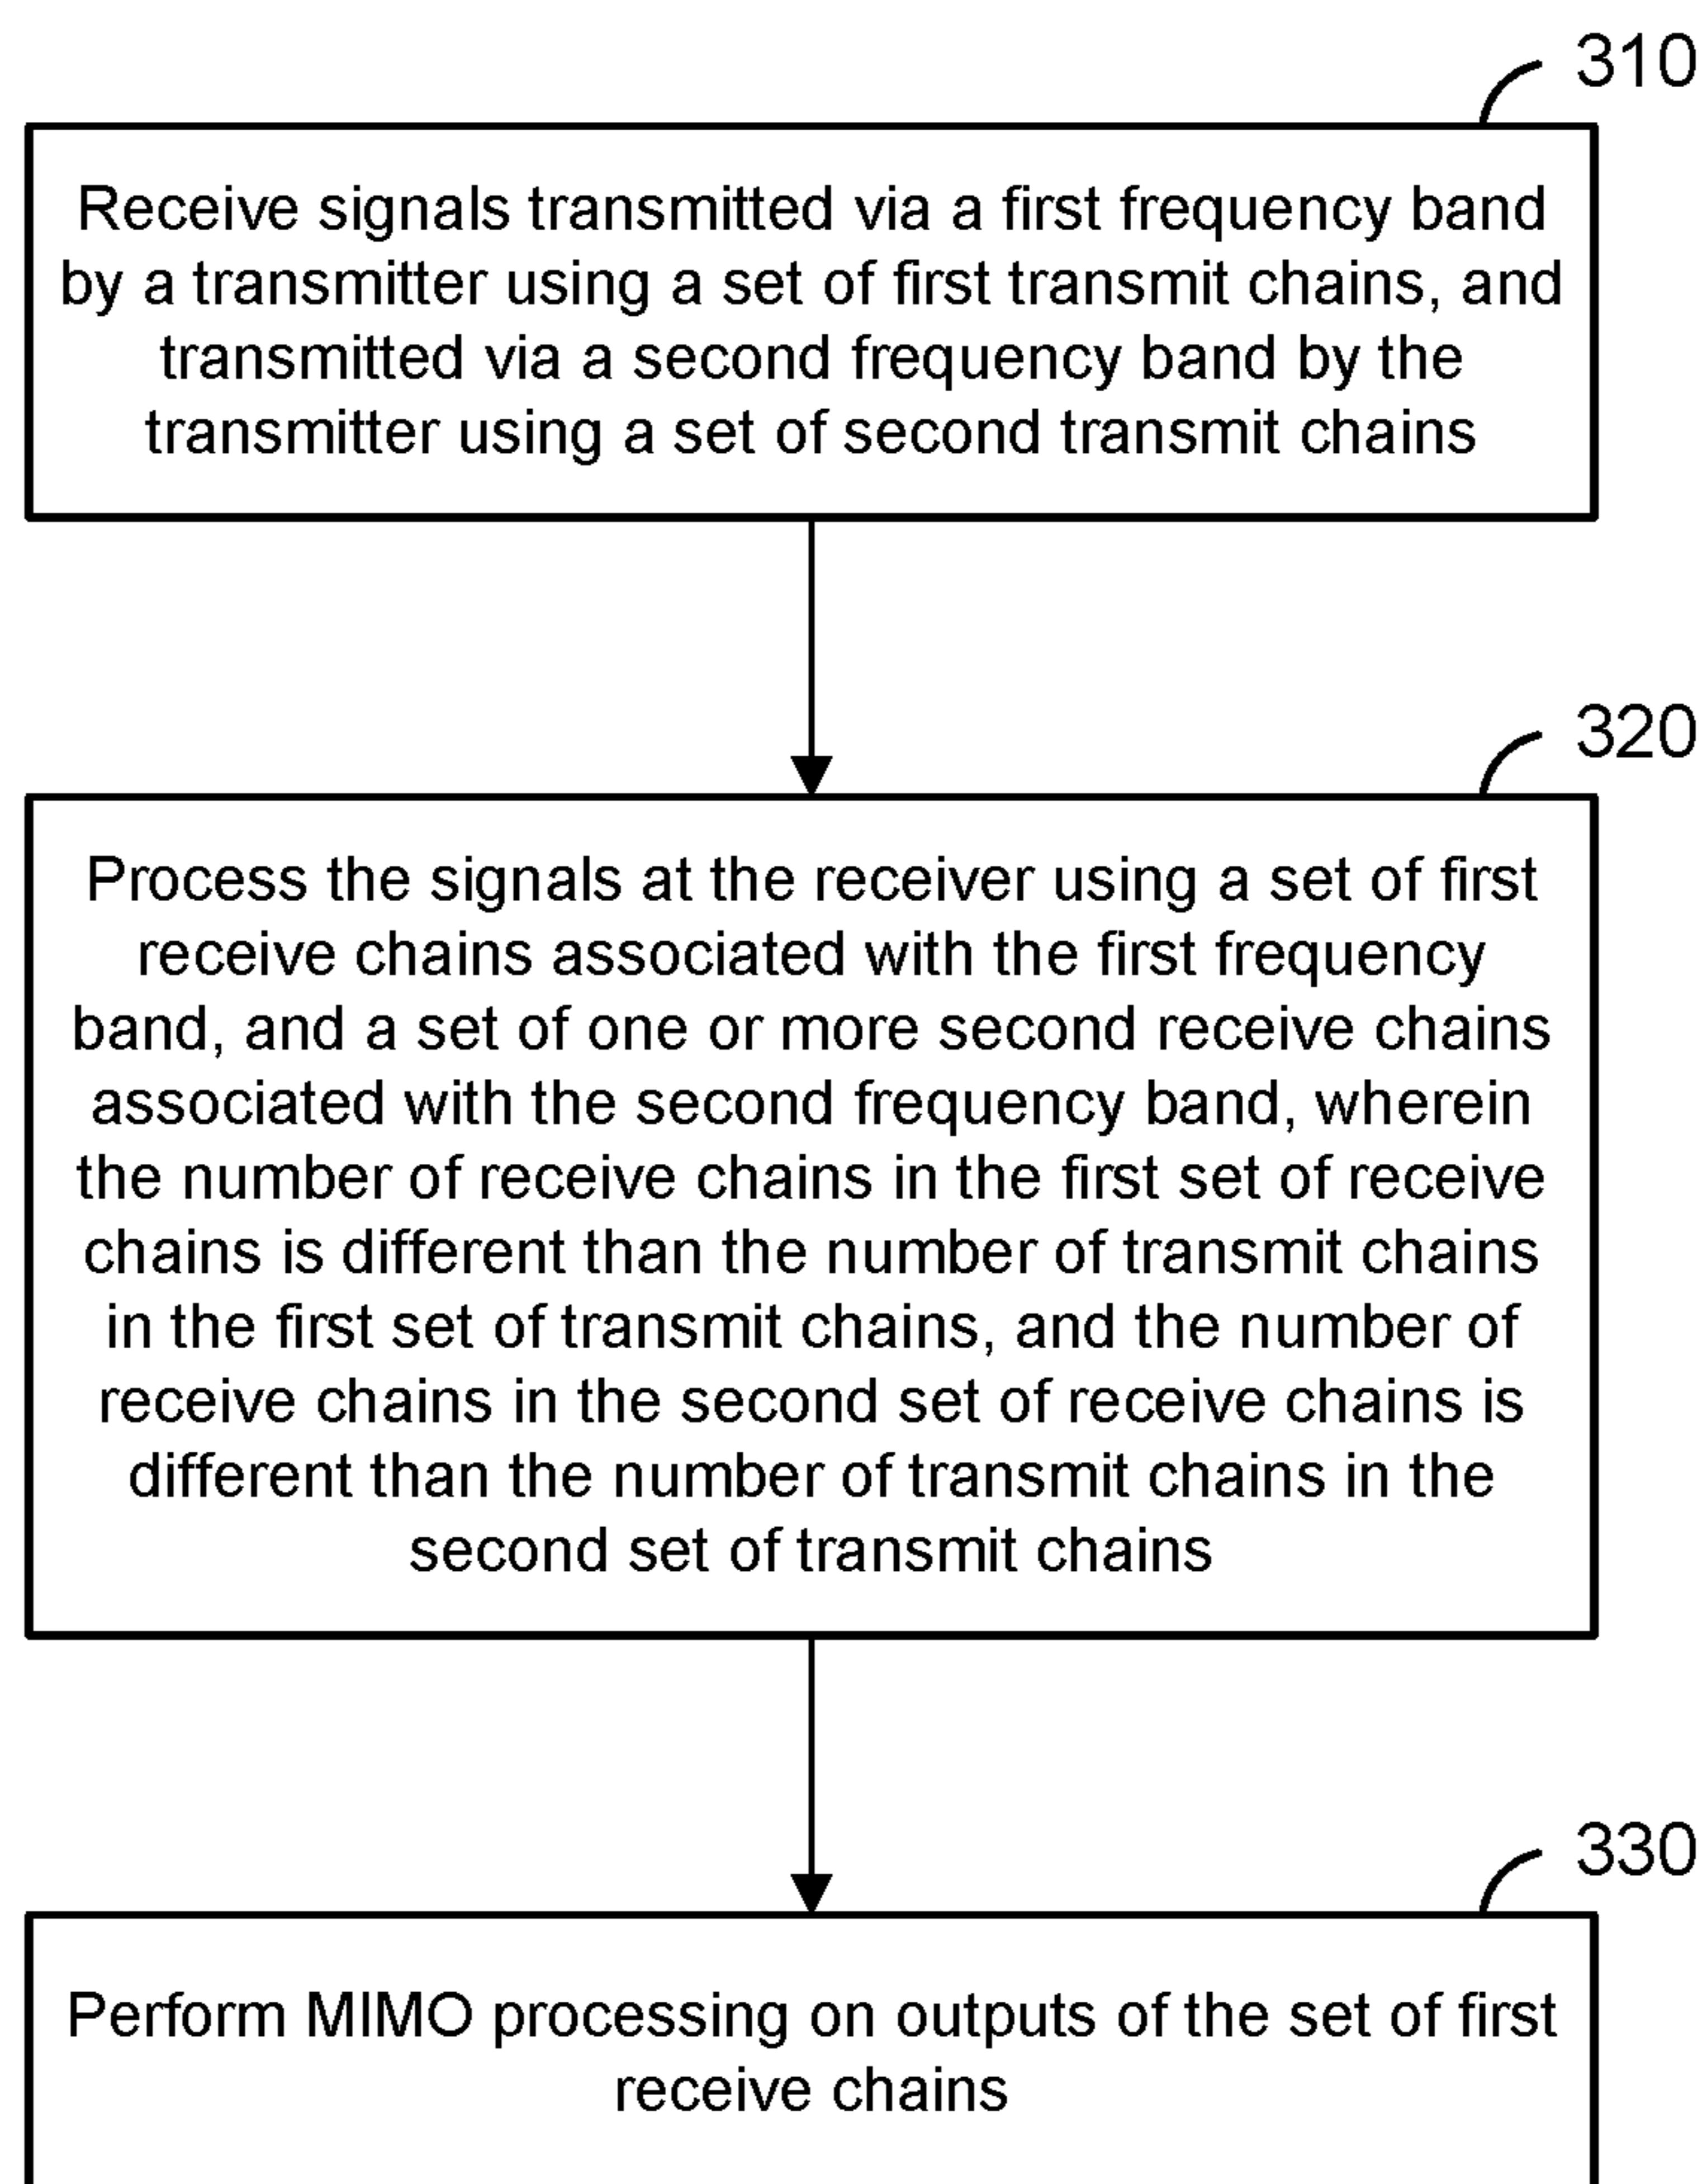 310
Receive signals transmitted via a first frequency band
by a transmitter using a set of first transmit chains, and
transmitted via a second frequency band by the
transmitter using a set of second transmit chains
320
Process the signals at the receiver using a set of first
receive chains associated with the first frequency
band, and a set of one or more second receive chains
associated with the second frequency band, wherein
the number of receive chains in the first set of receive
chains is different than the number of transmit chains
in the first set of transmit chains, and the number of
receive chains in the second set of receive chains is
different than the number of transmit chains in the
second set of transmit chains
330
Perform MIMO processing on outputs of the set of first
receive chains